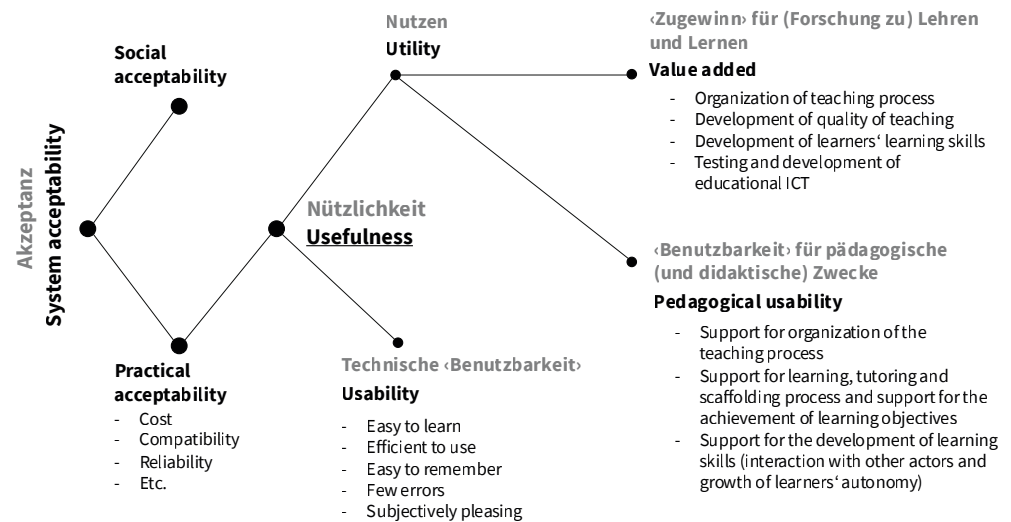 Akzeptanz
System acceptability
Social
acceptability
Practical
acceptability
- Cost
- Compatibility
- Reliability
- Etc.
Nützlichkeit
Usefulness
Nutzen
Utility
Technische ‹Benutzbarkeit›
Usability
- Easy to learn
- Efficient to use
- Easy to remember
- Few errors
- Subjectively pleasing
‹Zugewinn› für (Forschung zu) Lehren
und Lernen
Value added
- Organization of teaching process
- Development of quality of teaching
- Development of learners‘ learning skills
- Testing and development of
educational ICT
‹Benutzbarkeit› für pädagogische
(und didaktische) Zwecke
Pedagogical usability
- Support for organization of the
teaching process
- Support for learning, tutoring and
scaffolding process and support for the
achievement of learning objectives
- Support for the development of learning
skills (interaction with other actors and
growth of learners‘ autonomy)